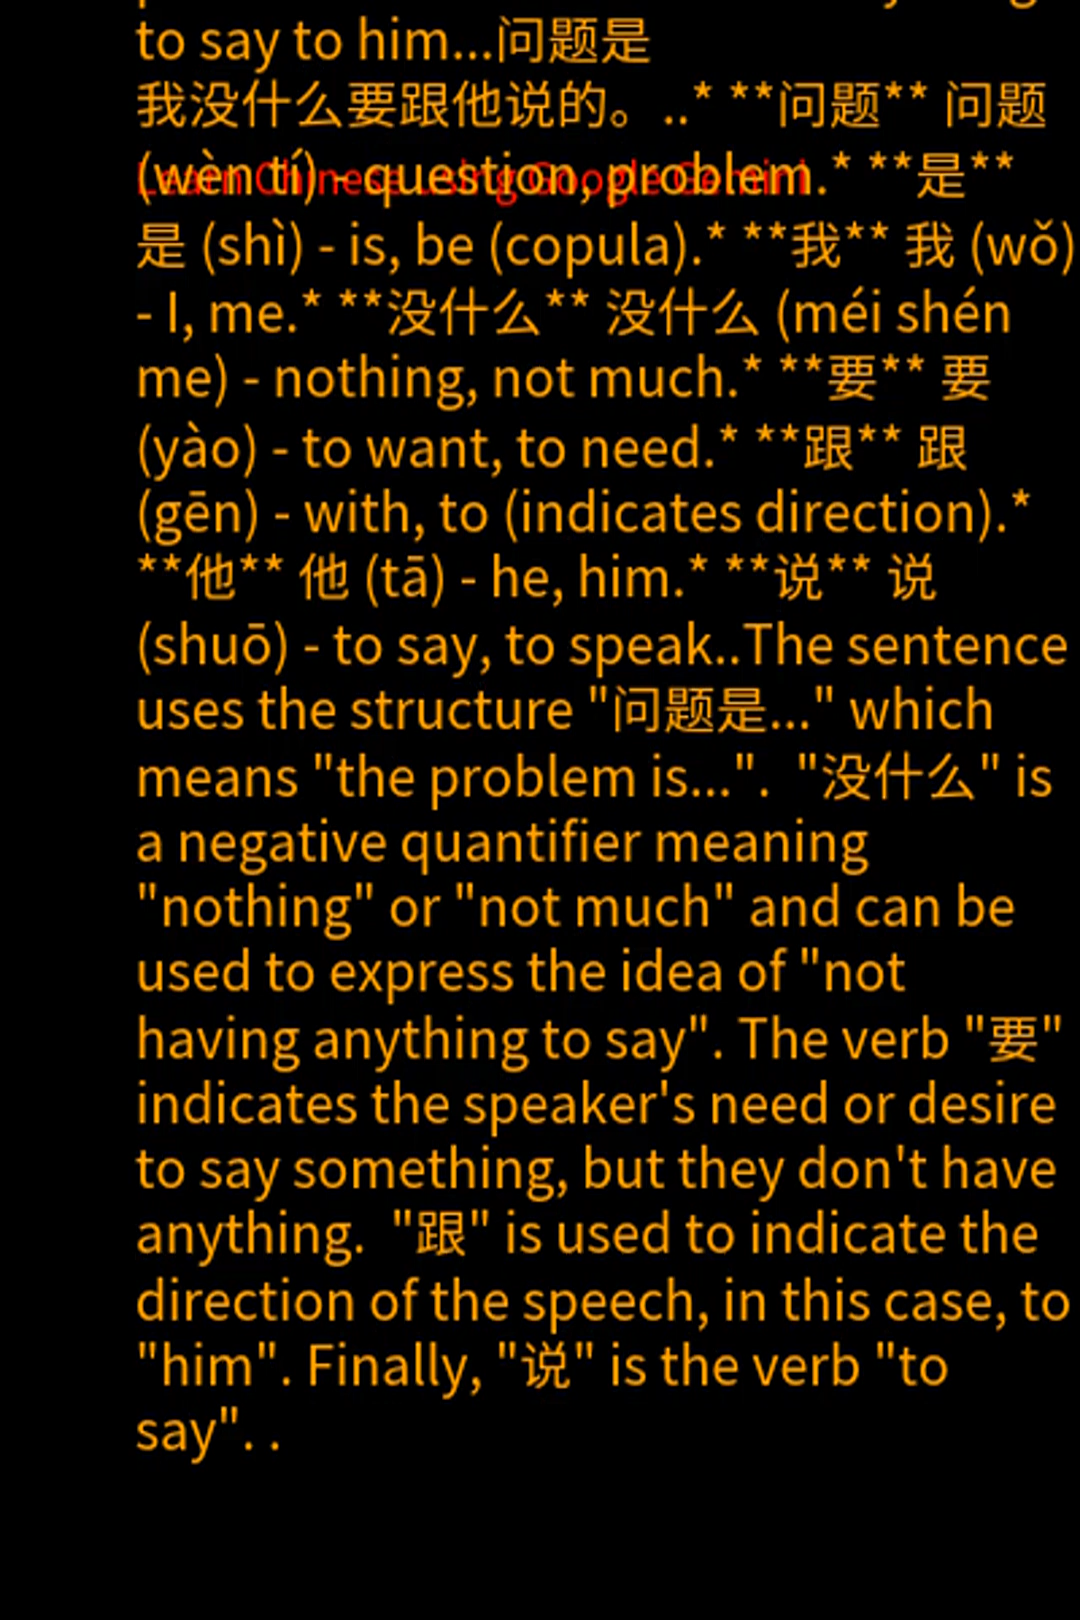 to say to him...问题是
我没什么要跟他说的。..* **问题** 问题
(wèn tí) - question, problem.* **是**
Learn Chinese Using Google Gemini
是 (shì) - is, be (copula).* **我** 我 (wǒ)
- I, me.* **没什么** 没什么 (méi shén
me) - nothing, not much.* **要** 要
(yào) - to want, to need.* **跟** 跟
(gēn) - with, to (indicates direction).*
**他** 他 (tā) - he, him.* **说** 说
(shuō) - to say, to speak..The sentence
uses the structure "问题是..." which
means "the problem is...".  "没什么" is
a negative quantifier meaning
"nothing" or "not much" and can be
used to express the idea of "not
having anything to say". The verb "要"
indicates the speaker's need or desire
to say something, but they don't have
anything.  "跟" is used to indicate the
direction of the speech, in this case, to
"him". Finally, "说" is the verb "to
say". .